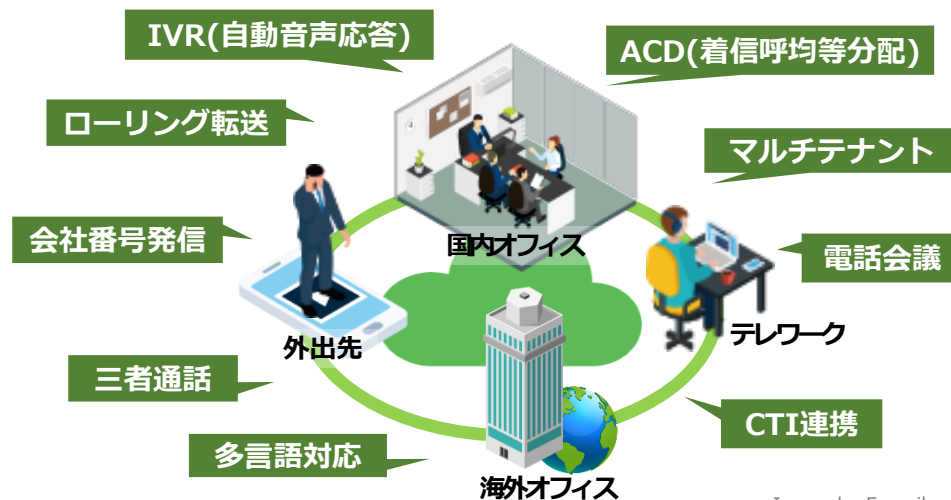 IVR(自動音声応答)
ACD(着信呼均等分配)
ローリング転送
マルチテナント
会社番号発信
国内オフィス
電話会議
外出先
テレワーク
三者通話
CTI連携
多言語対応
海外オフィス